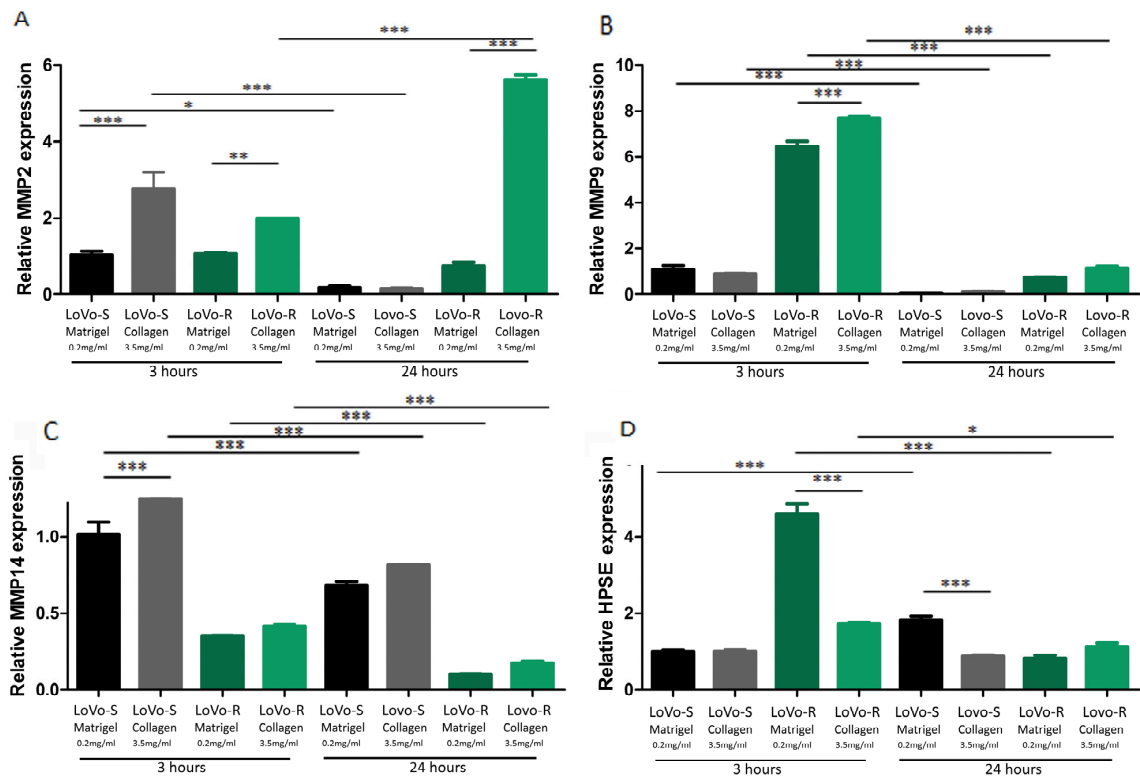 A
***
***
***
*
***
**
Relative MMP2 expression
6
4
2
0
LoVo-S LoVo-S LoVo-R LoVo-R LoVo-S LoVo-S LoVo-R Lovo-R
Matrigel Collagen Matrigel Collagen Matrigel Collagen Matrigel Collagen
0.2mg/ml 3.5mg/ml 0.2mg/ml 3.5mg/ml 0.2mg/ml 3.5mg/ml 0.2mg/ml 3.5mg/ml
3 hours 24 hours
B
***
***
***
***
***
Relative MMP9 expression
10
8
6
4
2
0
LoVo-S LoVo-S LoVo-R LoVo-R LoVo-S LoVo-S LoVo-R LoVo-R
Matrigel Collagen Matrigel Collagen Matrigel Collagen Matrigel Collagen
0.2mg/ml 3.5mg/ml 0.2mg/ml 3.5mg/ml 0.2mg/ml 3.5mg/ml 0.2mg/ml 3.5mg/ml
3 hours 24 hours
C
***
***
***
***
***
Relative MMP14 expression
1.0
0.5
0.0
LoVo-S LoVo-S LoVo-R LoVo-R LoVo-S LoVo-S LoVo-R Lovo-R
Matrigel Collagen Matrigel Collagen Matrigel Collagen Matrigel Collagen
0.2mg/ml 3.5mg/ml 0.2mg/ml 3.5mg/ml 0.2mg/ml 3.5mg/ml 0.2mg/ml 3.5mg/ml
3 hours 24 hours
D
*
***
***
***
***
Relative HPSE expression
4
2
0
LoVo-S LoVo-S LoVo-R LoVo-R LoVo-S LoVo-S LoVo-R LoVo-R
Matrigel Collagen Matrigel Collagen Matrigel Collagen Matrigel Collagen
0.2mg/ml 3.5mg/ml 0.2mg/ml 3.5mg/ml 0.2mg/ml 3.5mg/ml 0.2mg/ml 3.5mg/ml
3 hours 24 hours